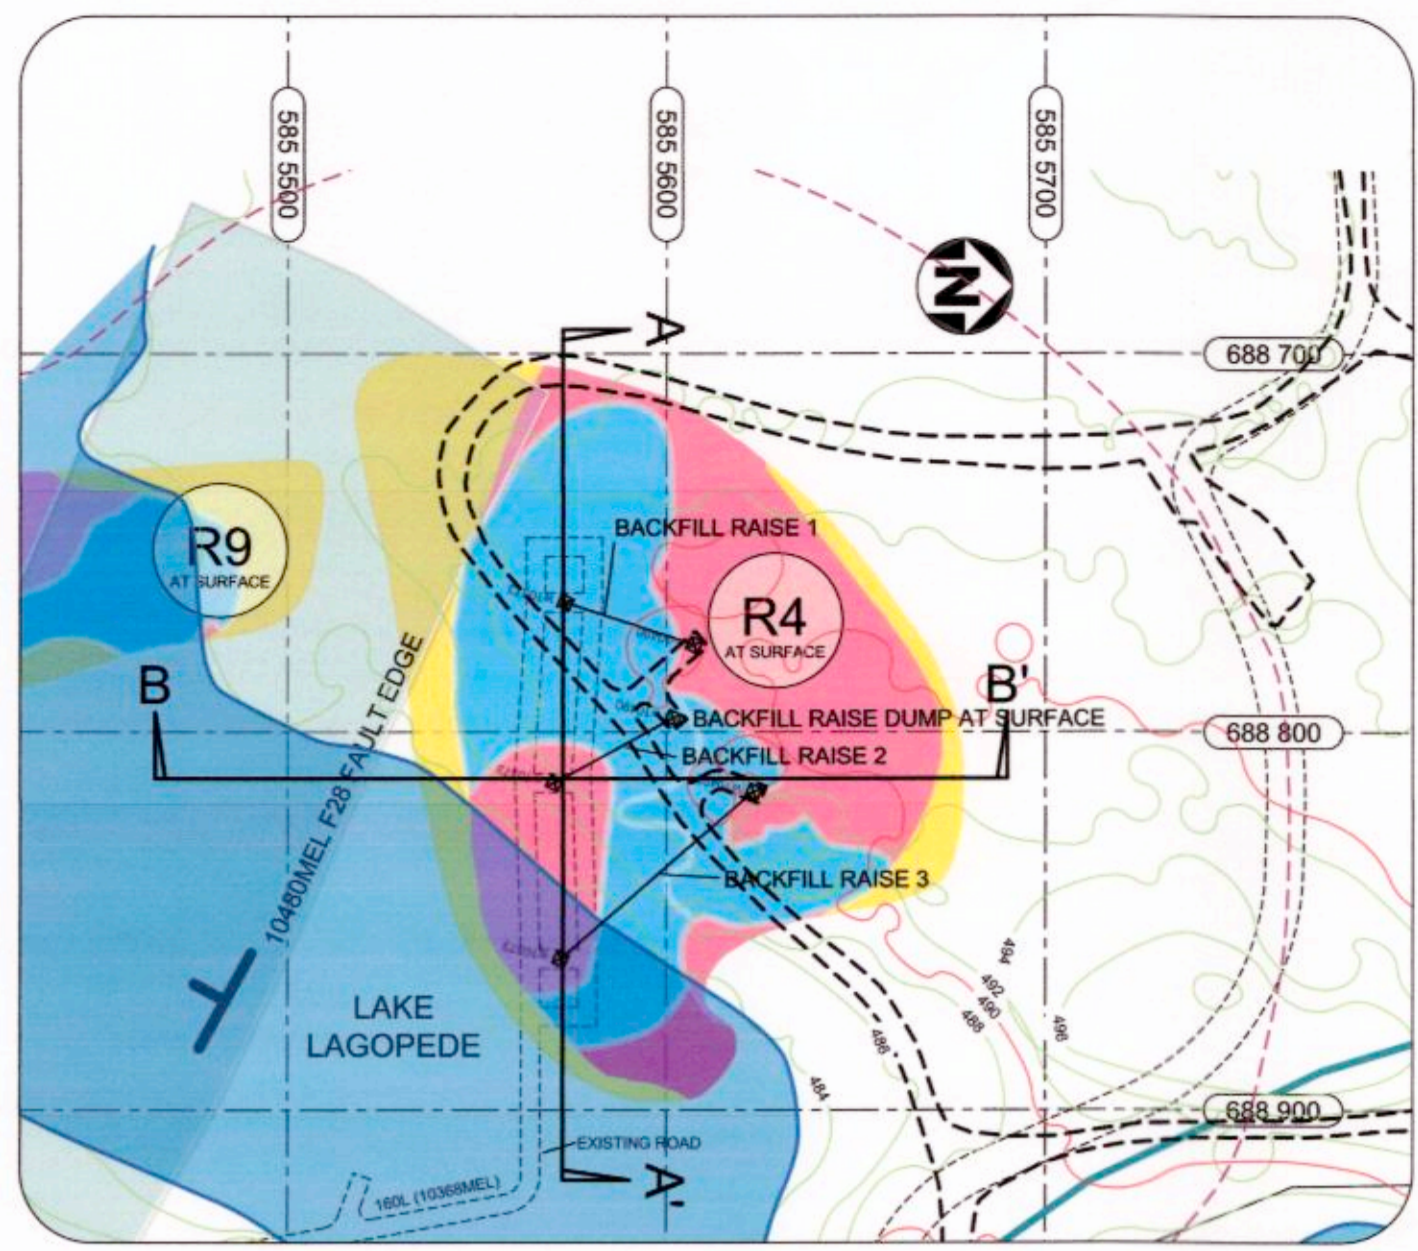 585 5500
585 5600
585 5700
N
A
688 700
BACKFILL RAISE 1
R9
AT SURFACE
R4
AT SURFACE
B
B'
BACKFILL RAISE DUMP AT SURFACE
688 800
BACKFILL RAISE 2
10480MEL F28 FAULT EDGE
BACKFILL RAISE 3
494
492
490
488
496
486
484
LAKE
LAGOPEDE
688 900
EXISTING ROAD
160L (10368MEL)
A'